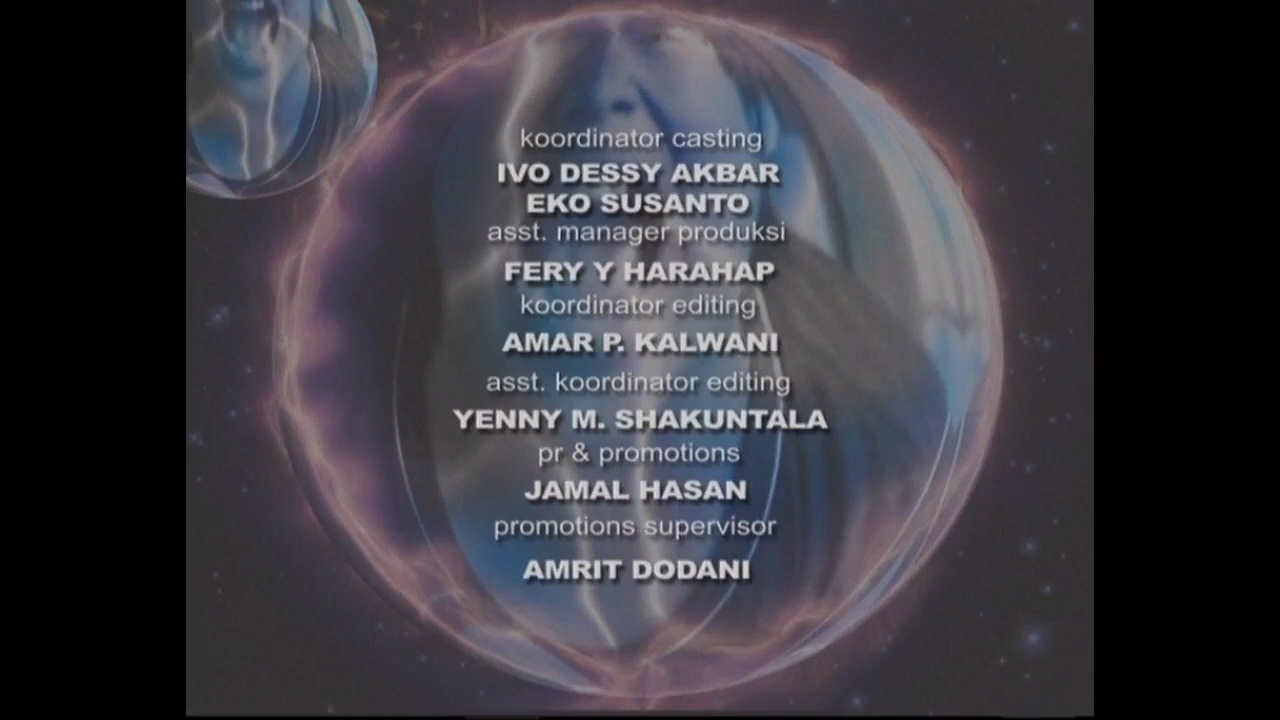 koordinator casting
IVO DESSY AKBAR
EKO SUSANTO
asst. manager produksi
FERY Y HARAHAP
koordinator editing
AMAR P. KALWANI
asst. koordinator editing
YENNY M. SHAKUNTALA
pr & promotions
JAMAL HASAN
promotions supervisor
AMRIT DODANI